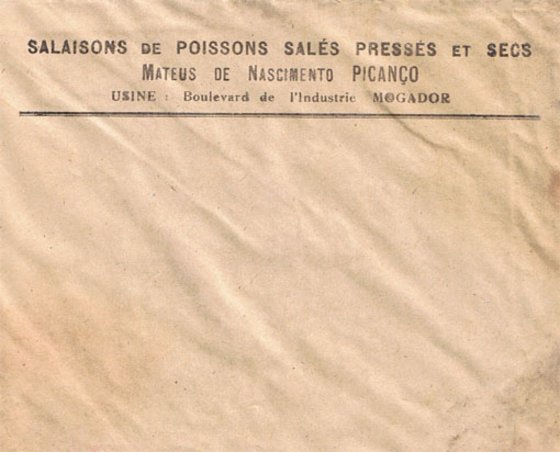 SALAISONS DE POISSONS SALÉS PRESSÉS ET SECS
MATEUS DE NASCIMENTO PICANÇO
USINE : Boulevard de l'Industrie MOGADOR